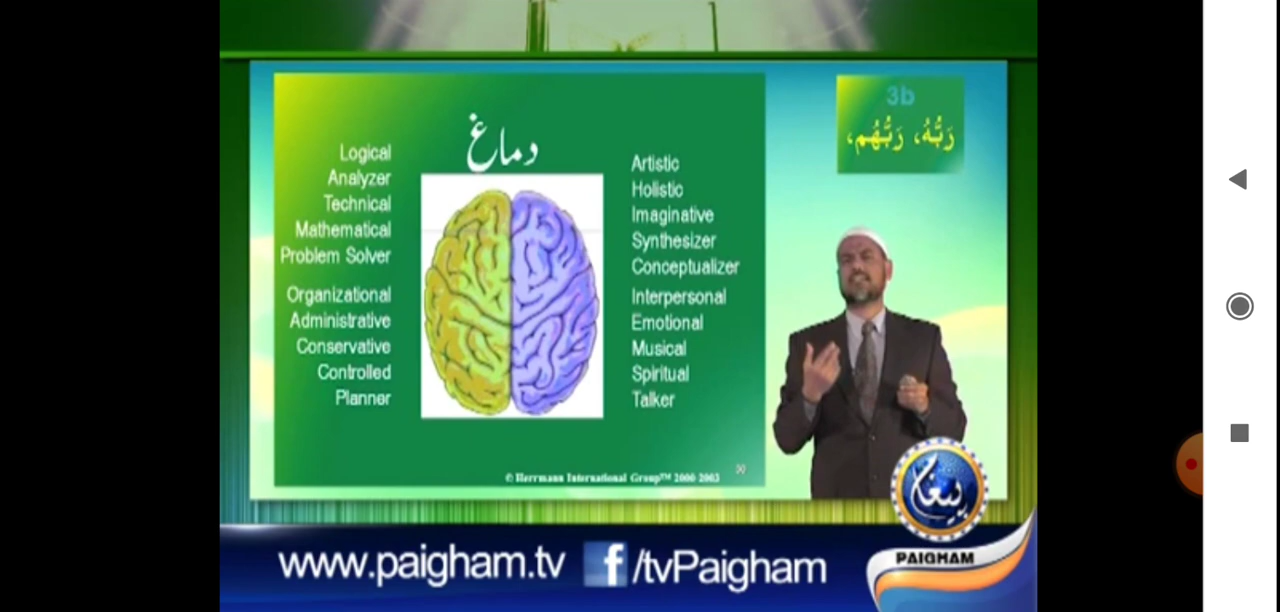 3b
رَبُّهُ، رَبُّهُم،
دماغ
Logical
Analyzer
Technical
Mathematical
Problem Solver
Organizational
Administrative
Conservative
Controlled
Planner
Artistic
Holistic
Imaginative
Synthesizer
Conceptualizer
Interpersonal
Emotional
Musical
Spiritual
Talker
© Herrmann International Group™ 2000-2003
پیغام
PAIGHAM
www.paigham.tv f /tvPaigham